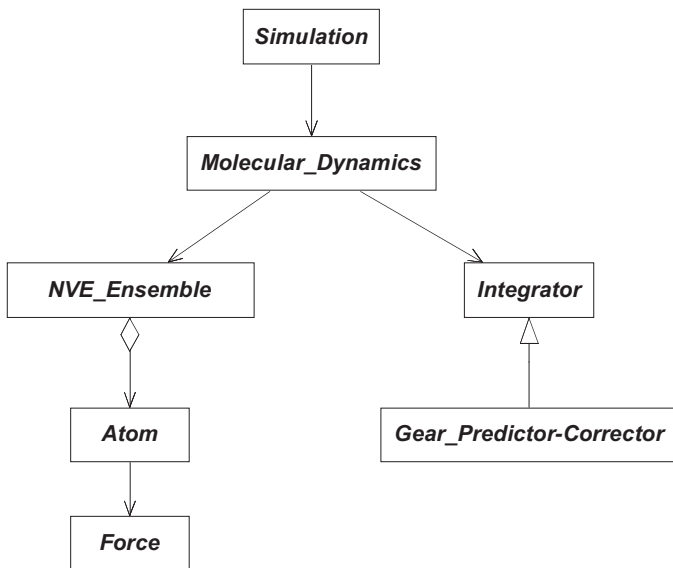 Simulation
Molecular_Dynamics
NVE_Ensemble
Integrator
Atom
Gear_Predictor-Corrector
Force